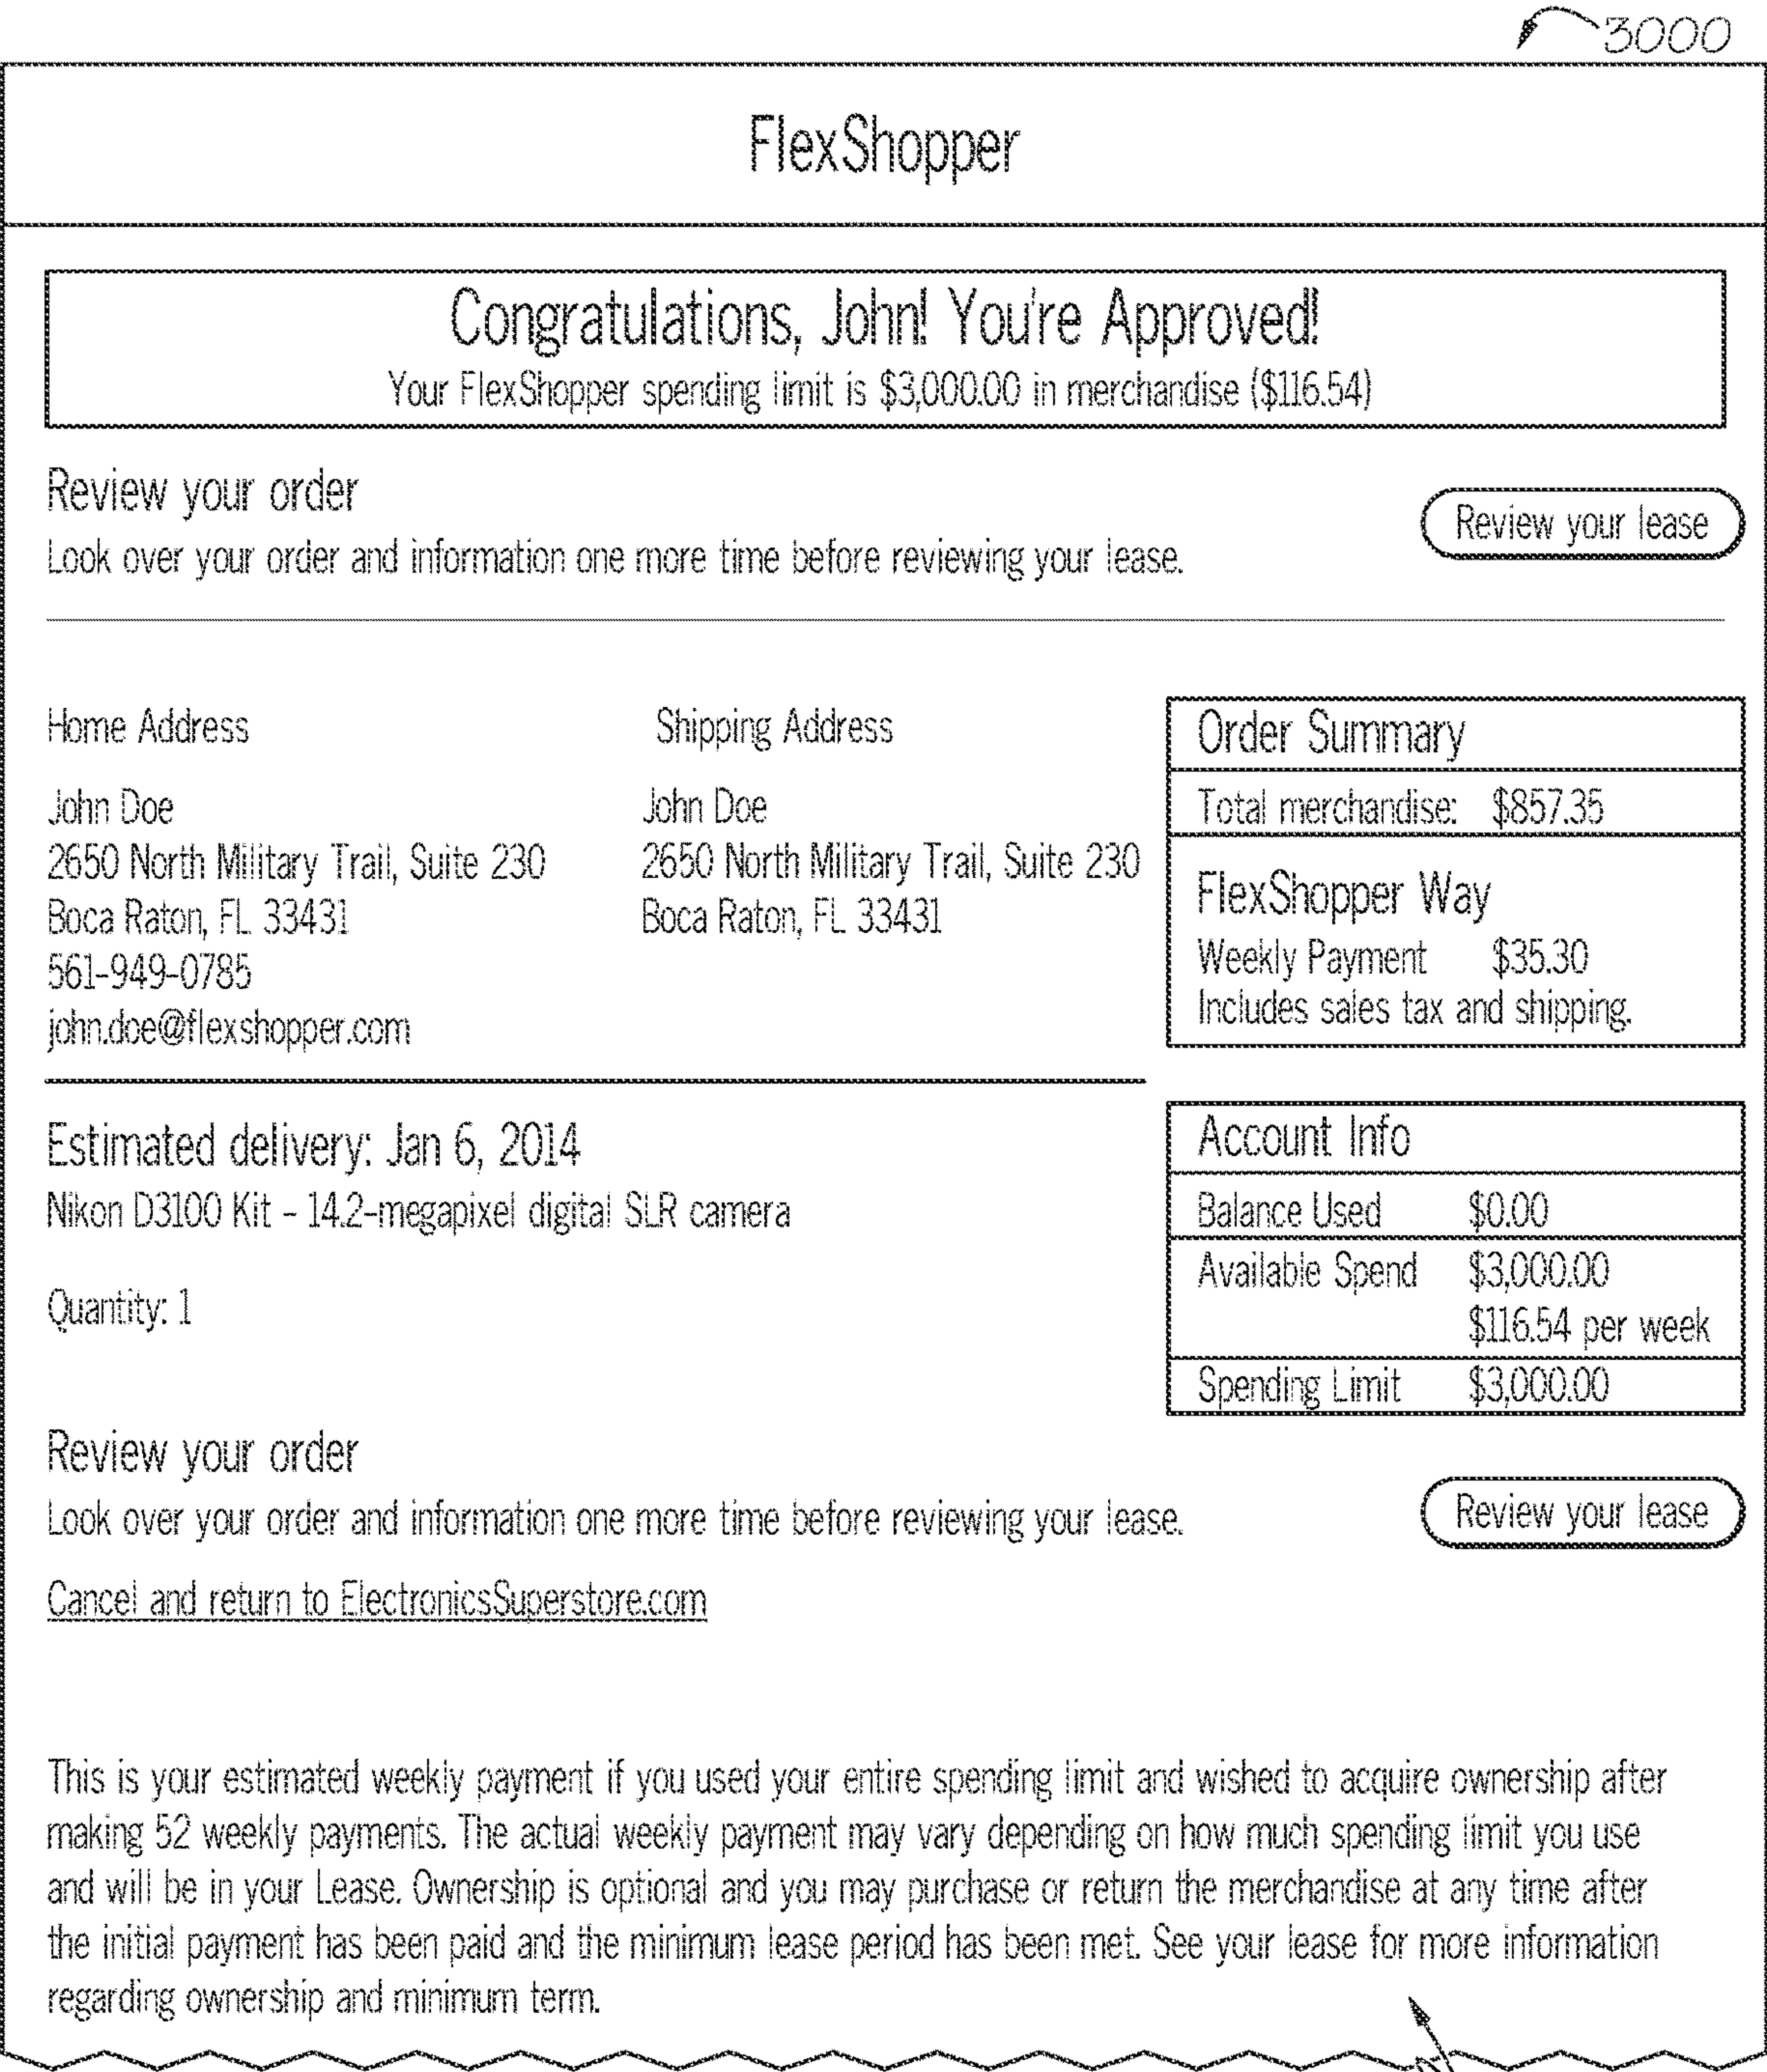 3000
FlexShopper
Congratulations, John! You're Approved!
Your FlexShopper spending limit is $3,000.00 in merchandise ($116.54)
Review your order
Look over your order and information one more time before reviewing your lease.
Review your lease
Home Address
John Doe
2650 North Military Trail, Suite 230
Boca Raton, FL 33431
561-949-0785
john.doe@flexshopper.com
Shipping Address
John Doe
2650 North Military Trail, Suite 230
Boca Raton, FL 33431
Order Summary
Total merchandise: $857.35
FlexShopper Way
Weekly Payment $35.30
Includes sales tax and shipping.
Estimated delivery: Jan 6, 2014
Nikon D3100 Kit - 14.2-megapixel digital SLR camera
Quantity: 1
Account Info
Balance Used $0.00
Available Spend $3,000.00
$116.54 per week
Spending Limit $3,000.00
Review your order
Look over your order and information one more time before reviewing your lease.
Review your lease
Cancel and return to ElectronicsSuperstore.com
This is your estimated weekly payment if you used your entire spending limit and wished to acquire ownership after
making 52 weekly payments. The actual weekly payment may vary depending on how much spending limit you use
and will be in your Lease. Ownership is optional and you may purchase or return the merchandise at any time after
the initial payment has been paid and the minimum lease period has been met. See your lease for more information
regarding ownership and minimum term.